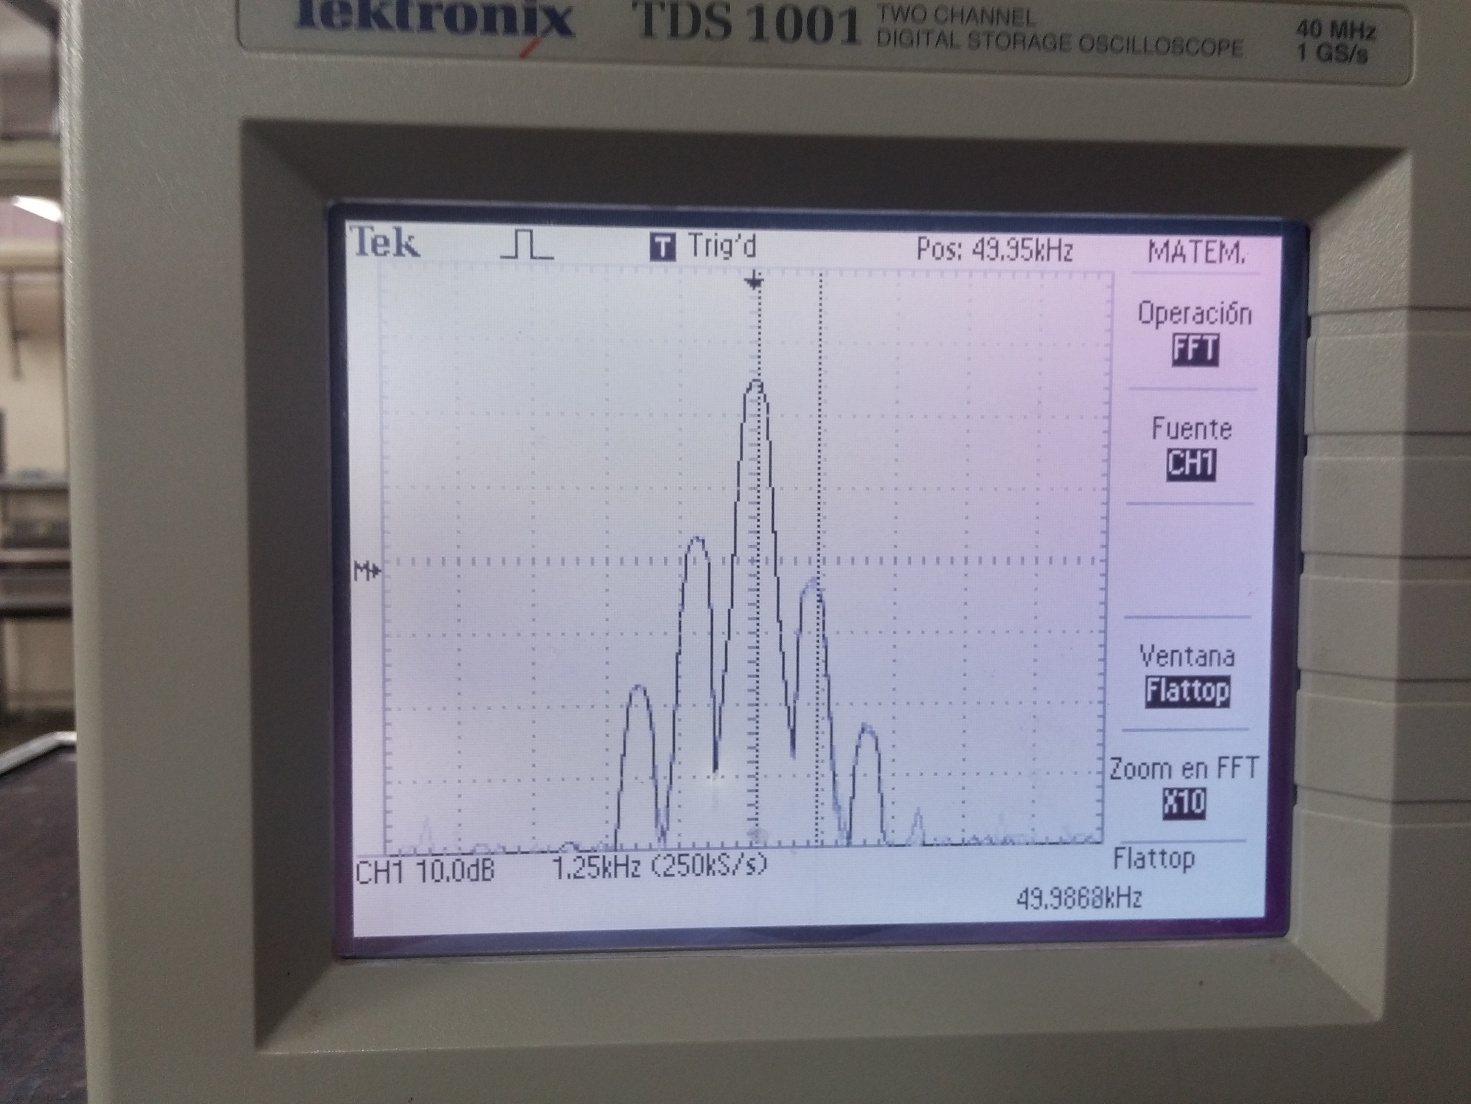 Tektronix TDS 1001 TWO CHANNEL
DIGITAL STORAGE OSCILLOSCOPE
40 MHz
1 GS/s
Tek T Trig'd Pos: 49.95kHz MATEM.
Operación
FFT
Fuente
CH1
M
Ventana
Flattop
Zoom en FFT
X10
CH1 10.0dB 1.25kHz (250kS/s) Flattop
49.9868kHz